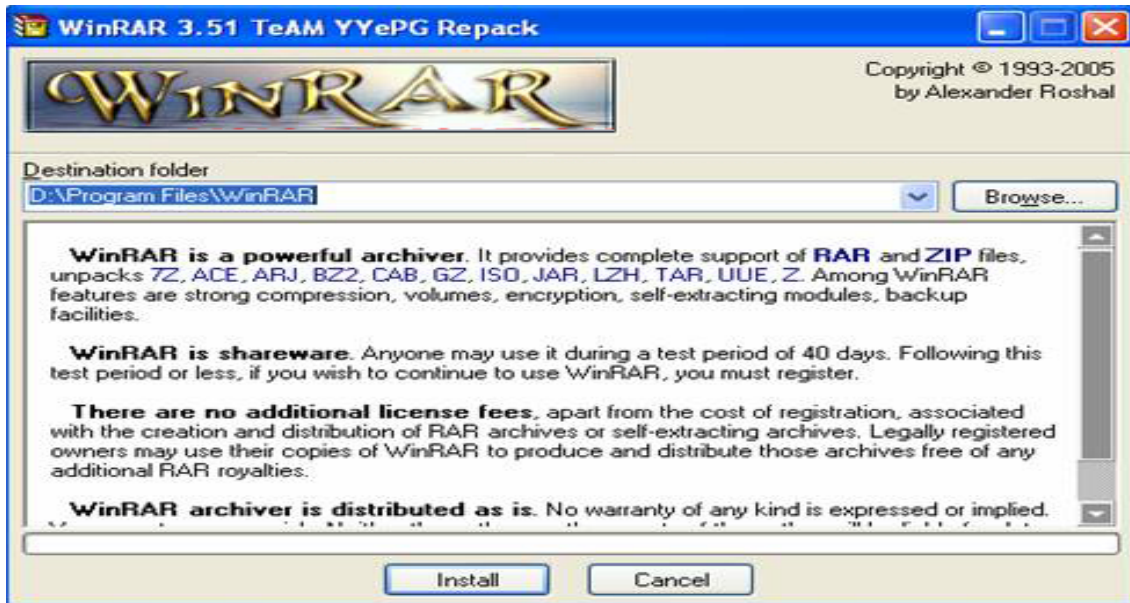 WinRAR 3.51 TeAM YYePG Repack
WinRAR
Copyright © 1993-2005
by Alexander Roshal
Destination folder
D:\Program Files\WinRAR
Browse...
WinRAR is a powerful archiver. It provides complete support of RAR and ZIP files,
unpacks 7Z, ACE, ARJ, BZ2, CAB, GZ, ISO, JAR, LZH, TAR, UUE, Z. Among WinRAR
features are strong compression, volumes, encryption, self-extracting modules, backup
facilities.
WinRAR is shareware. Anyone may use it during a test period of 40 days. Following this
test period or less, if you wish to continue to use WinRAR, you must register.
There are no additional license fees, apart from the cost of registration, associated
with the creation and distribution of RAR archives or self-extracting archives. Legally registered
owners may use their copies of WinRAR to produce and distribute those archives free of any
additional RAR royalties.
WinRAR archiver is distributed as is. No warranty of any kind is expressed or implied.
Install
Cancel